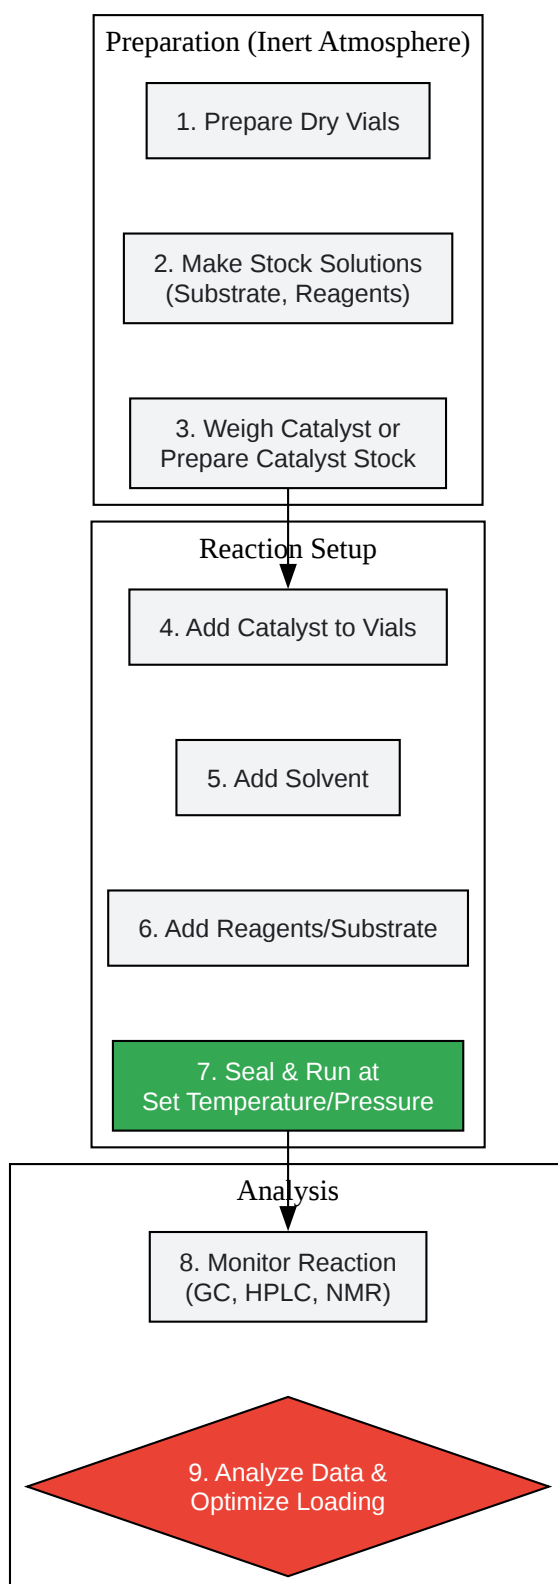 Preparation (Inert Atmosphere)
1. Prepare Dry Vials
2. Make Stock Solutions
(Substrate, Reagents)
3. Weigh Catalyst or
Prepare Catalyst Stock
Reaction Setup
4. Add Catalyst to Vials
5. Add Solvent
6. Add Reagents/Substrate
7. Seal & Run at
Set Temperature/Pressure
Analysis
8. Monitor Reaction
(GC, HPLC, NMR)
9. Analyze Data &
Optimize Loading